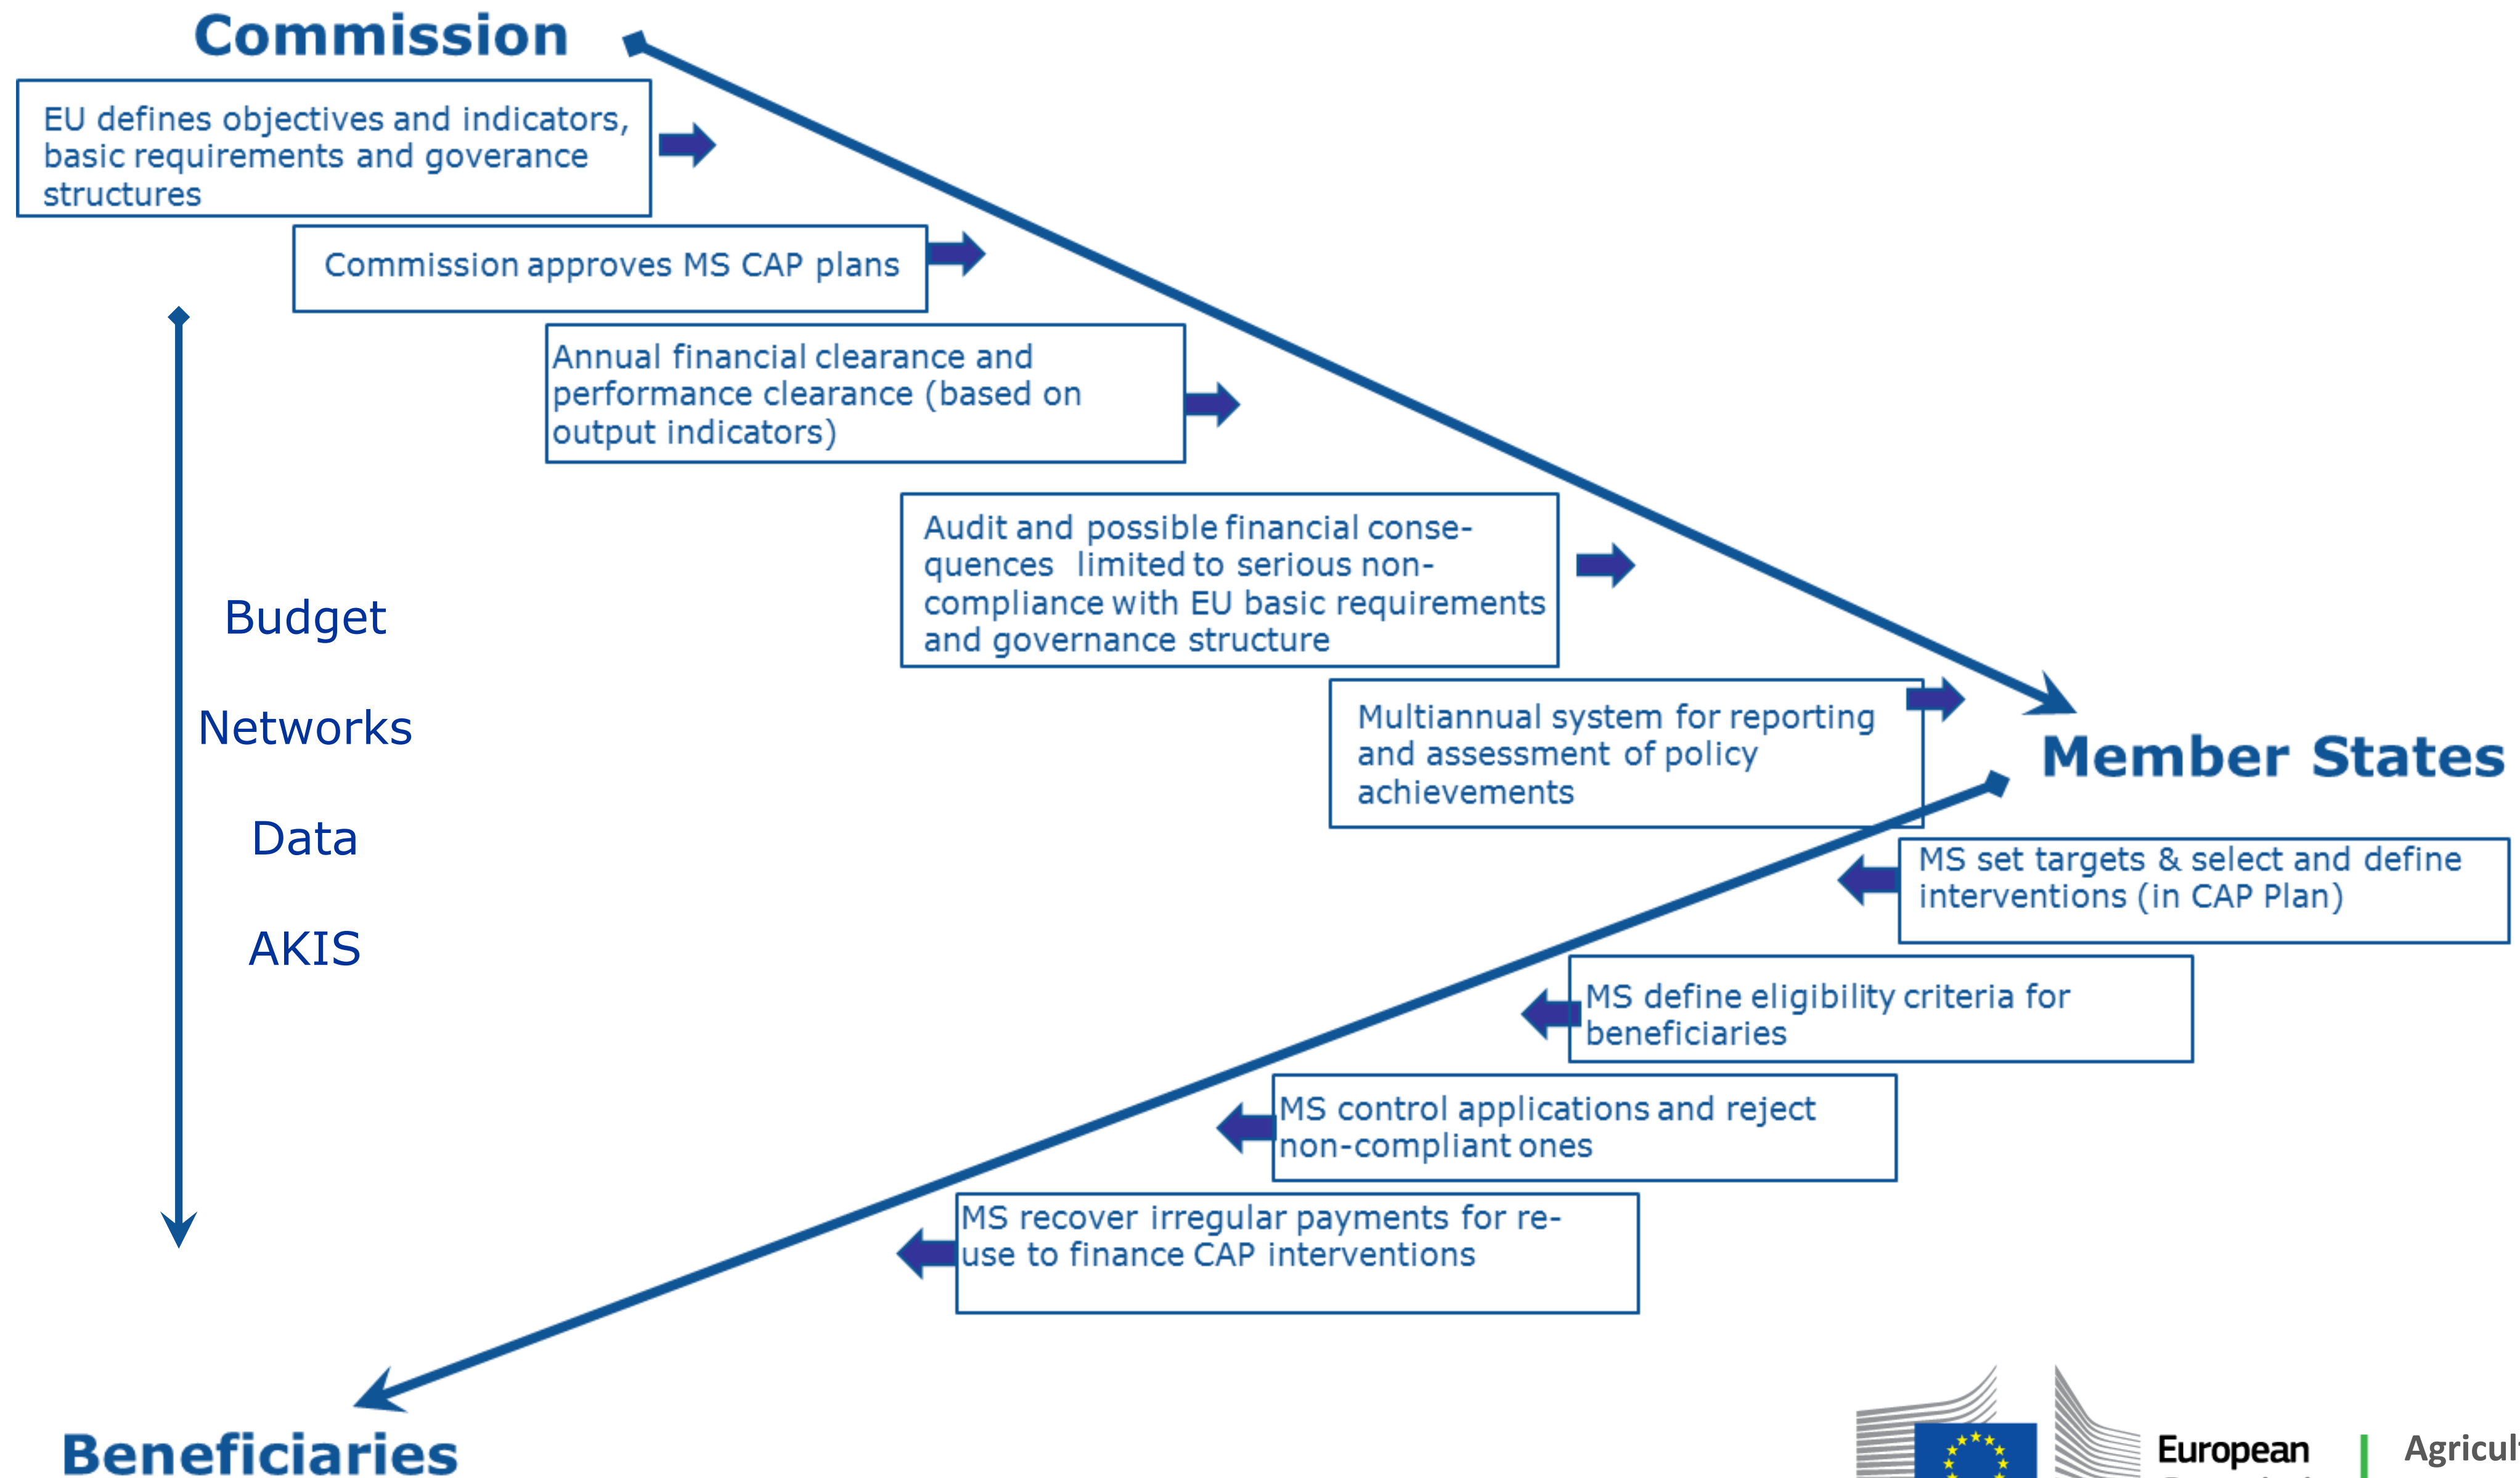 Commission
EU defines objectives and indicators,
basic requirements and goverance
structures
Commission approves MS CAP plans
Annual financial clearance and
performance clearance (based on
output indicators)
Audit and possible financial conse-
quences limited to serious non-
compliance with EU basic requirements
and governance structure
Budget
Networks
Data
AKIS
Multiannual system for reporting
and assessment of policy
achievements
Member States
MS set targets & select and define
interventions (in CAP Plan)
MS define eligibility criteria for
beneficiaries
MS control applications and reject
non-compliant ones
MS recover irregular payments for re-
use to finance CAP interventions
Beneficiaries
European